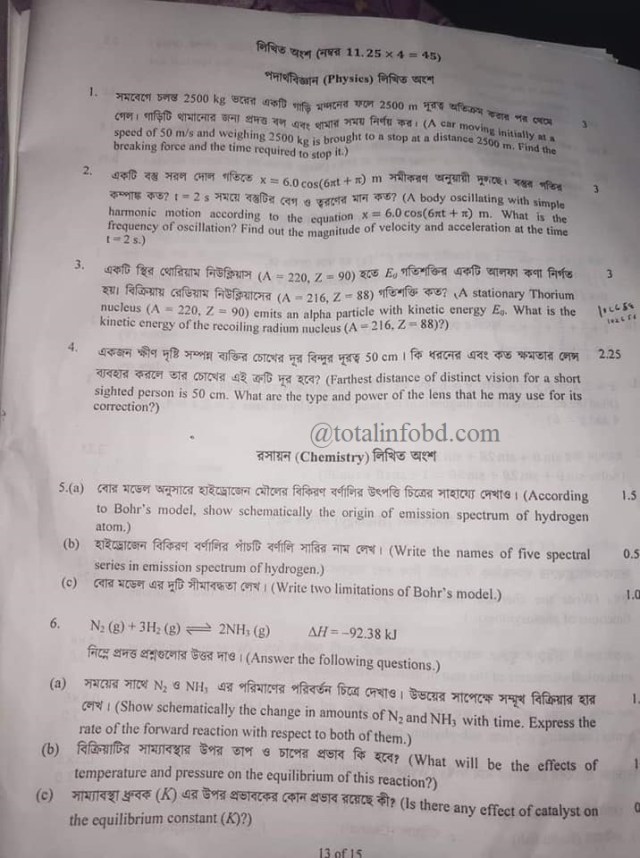 লিখিত অংশ (নম্বর 11.25 × 4 = 45)
পদার্থবিজ্ঞান (Physics) লিখিত অংশ
1. সমবেগে চলন্ত 2500 kg ভরের একটি গাড়ি মন্দনের ফলে 2500 m দূরত্ব অতিক্রম করার পর থেমে 3
গেল। গাড়িটি থামানোর জন্য প্রদত্ত বল এবং থামার সময় নির্ণয় কর। (A car moving initially at a
speed of 50 m/s and weighing 2500 kg is brought to a stop at a distance 2500 m. Find the
breaking force and the time required to stop it.)
2. একটি বস্তু সরল দোল গতিতে x = 6.0 cos(6πt + π) m সমীকরণ অনুযায়ী দুলছে। বস্তুর গতির 3
কম্পাঙ্ক কত? t = 2 s সময়ে বস্তুটির বেগ ও ত্বরণের মান কত? (A body oscillating with simple
harmonic motion according to the equation x = 6.0 cos(6πt + π) m. What is the
frequency of oscillation? Find out the magnitude of velocity and acceleration at the time
t = 2 s.)
3. একটি স্থির থোরিয়াম নিউক্লিয়াস (A = 220, Z = 90) হতে E₀ গতিশক্তির একটি আলফা কণা নির্গত 3
হয়। বিক্রিয়ায় রেডিয়াম নিউক্লিয়াসের (A = 216, Z = 88) গতিশক্তি কত? (A stationary Thorium
nucleus (A = 220, Z = 90) emits an alpha particle with kinetic energy E₀. What is the
kinetic energy of the recoiling radium nucleus (A = 216, Z = 88)?)
4. একজন ক্ষীণ দৃষ্টি সম্পন্ন ব্যক্তির চোখের দূর বিন্দুর দূরত্ব 50 cm। কি ধরনের এবং কত ক্ষমতার লেন্স 2.25
ব্যবহার করলে তার চোখের এই ত্রুটি দূর হবে? (Farthest distance of distinct vision for a short
sighted person is 50 cm. What are the type and power of the lens that he may use for its
correction?)
@totalinfobd.com
রসায়ন (Chemistry) লিখিত অংশ
5.(a) বোর মডেল অনুসারে হাইড্রোজেন মৌলের বিকিরণ বর্ণালির উৎপত্তি চিত্রের সাহায্যে দেখাও। (According 1.5
to Bohr's model, show schematically the origin of emission spectrum of hydrogen
atom.)
(b) হাইড্রোজেন বিকিরণ বর্ণালির পাঁচটি বর্ণালি সারির নাম লেখ। (Write the names of five spectral 0.5
series in emission spectrum of hydrogen.)
(c) বোর মডেল এর দুটি সীমাবদ্ধতা লেখ। (Write two limitations of Bohr's model.) 1.0
6. N₂ (g) + 3H₂ (g) ⇌ 2NH₃ (g) ΔH = –92.38 kJ
নিম্নে প্রদত্ত প্রশ্নগুলোর উত্তর দাও। (Answer the following questions.)
(a) সময়ের সাথে N₂ ও NH₃ এর পরিমাণের পরিবর্তন চিত্রে দেখাও। উভয়ের সাপেক্ষে সম্মুখ বিক্রিয়ার হার 1.
লেখ। (Show schematically the change in amounts of N₂ and NH₃ with time. Express the
rate of the forward reaction with respect to both of them.)
(b) বিক্রিয়াটির সাম্যাবস্থার উপর তাপ ও চাপের প্রভাব কি হবে? (What will be the effects of 1
temperature and pressure on the equilibrium of this reaction?)
(c) সাম্যাবস্থা ধ্রুবক (K) এর উপর প্রভাবকের কোন প্রভাব রয়েছে কী? (Is there any effect of catalyst on 0
the equilibrium constant (K)?)
13 of 15